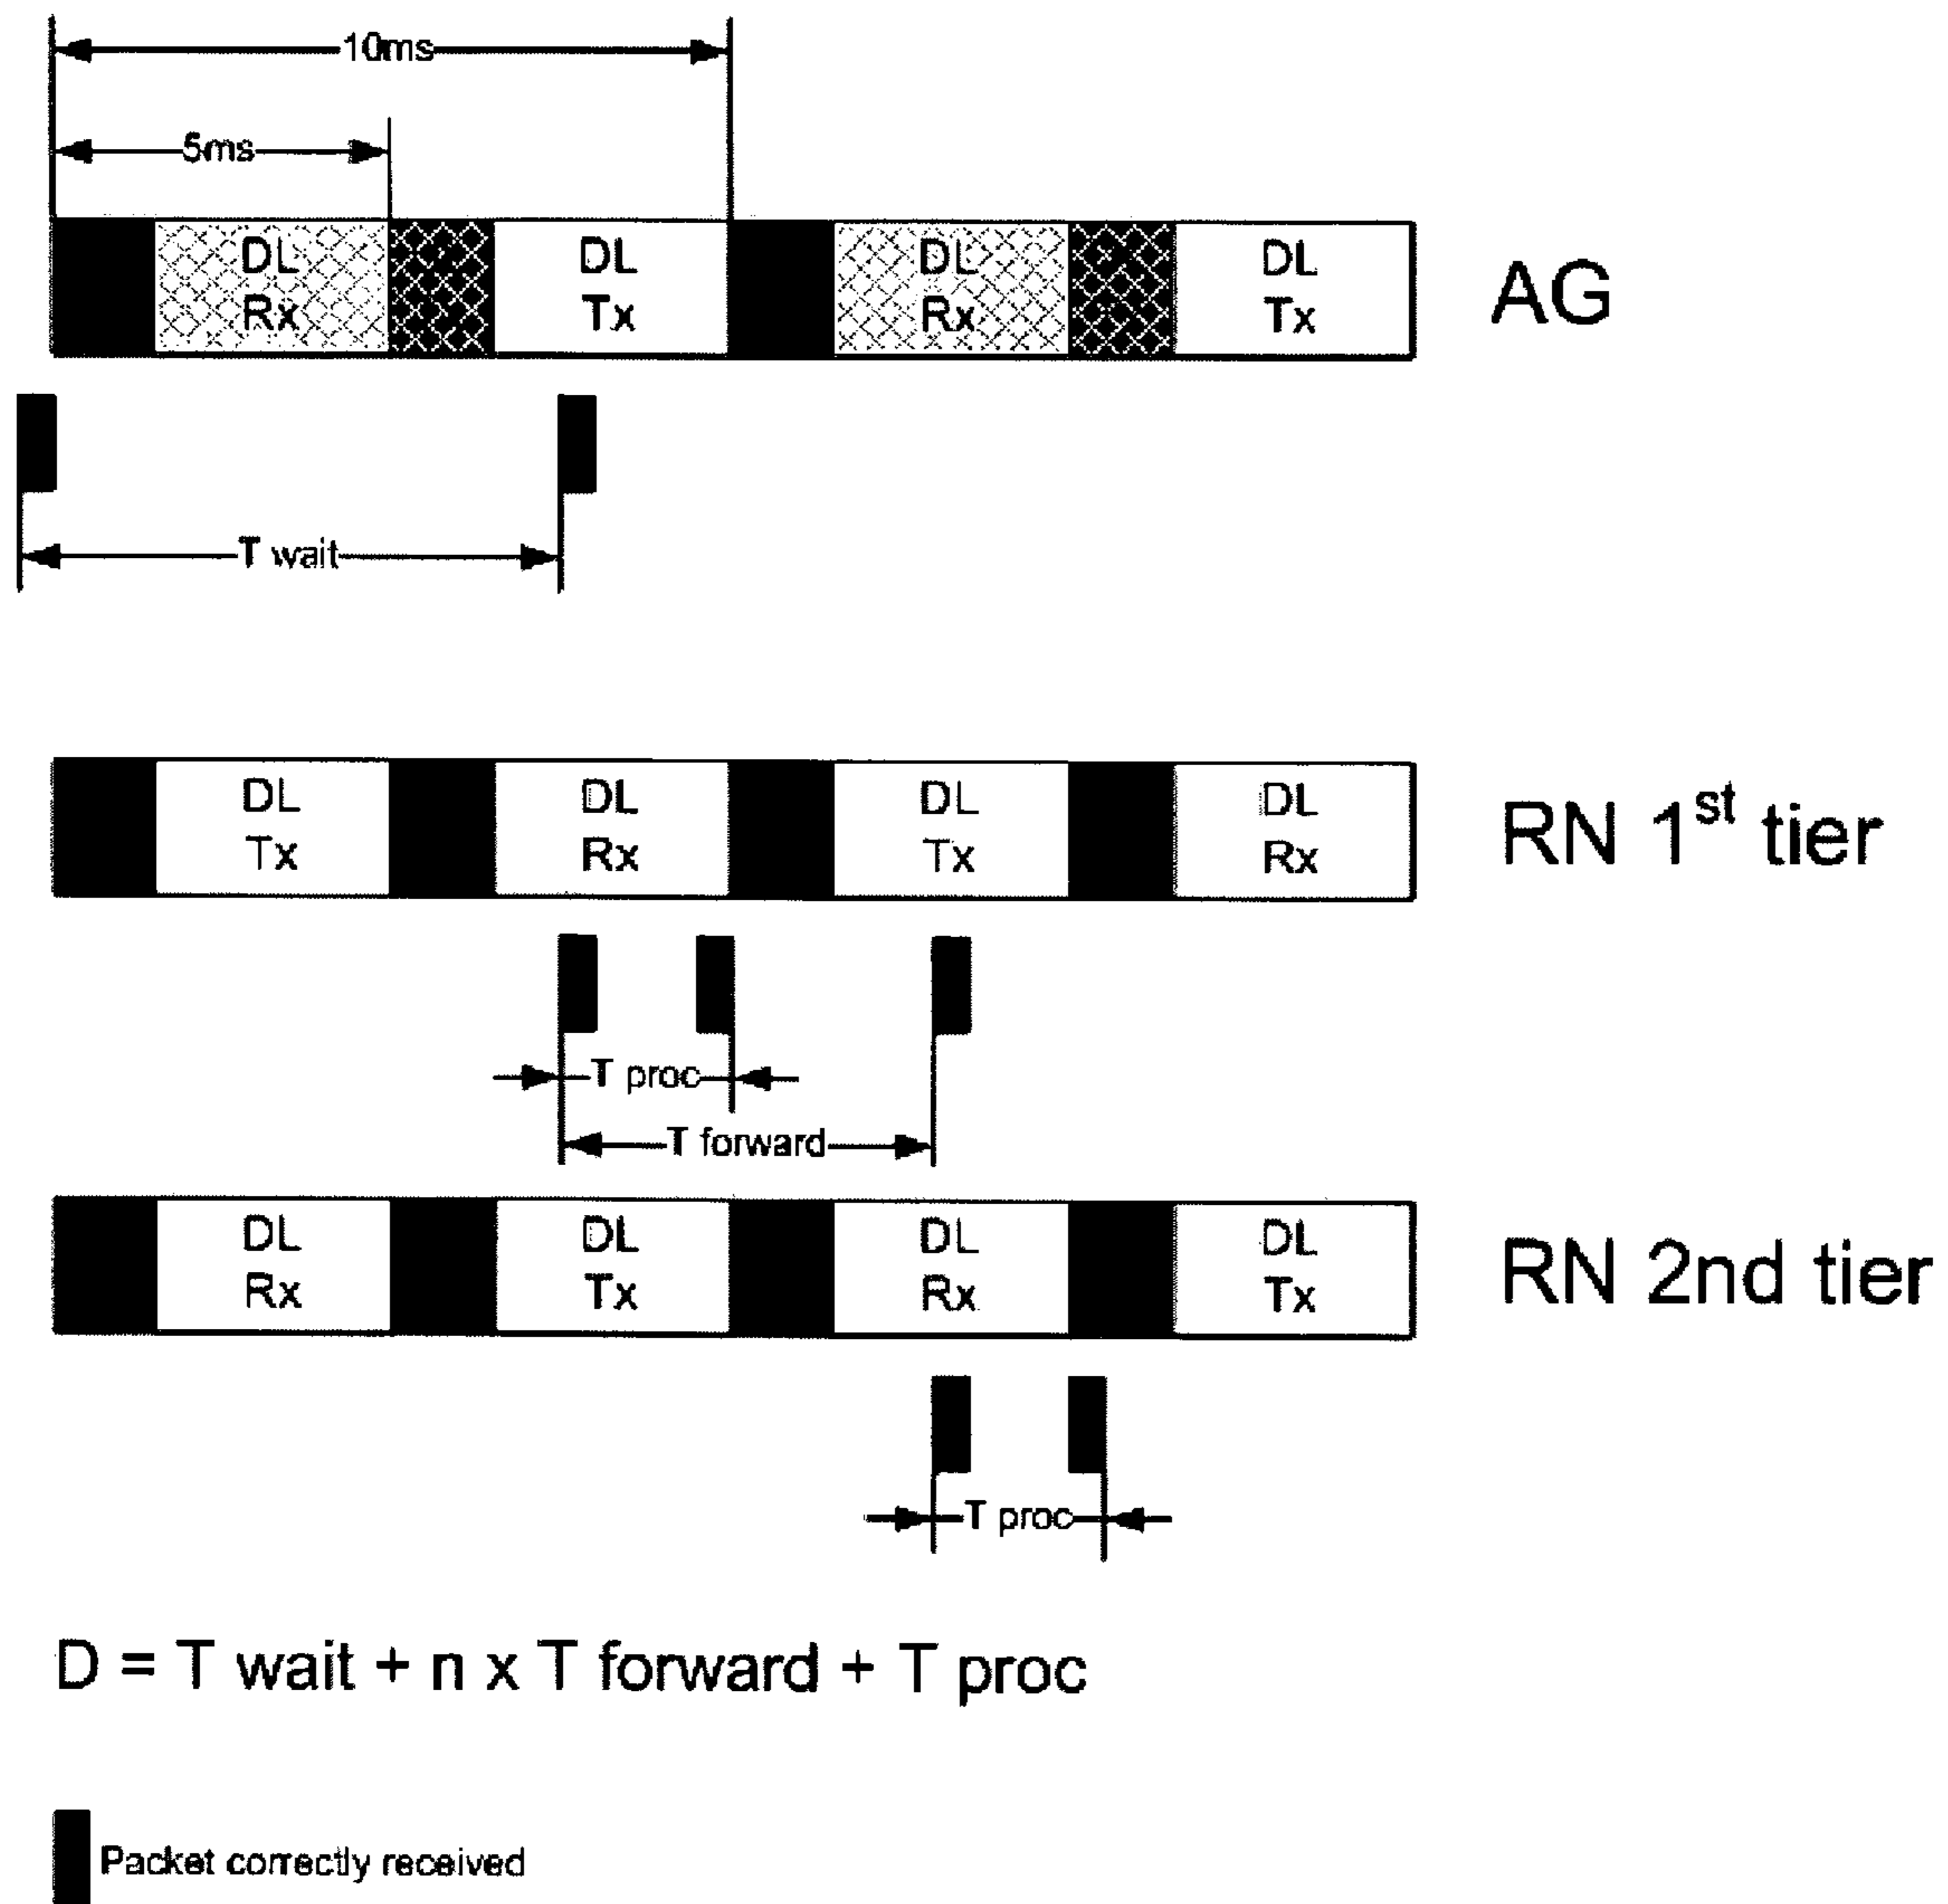 10ms
5ms
DL DL DL DL
Rx Tx Rx Tx
AG
T wait
DL DL DL DL
Tx Rx Tx Rx
RN 1st tier
T proc
T forward
DL DL DL DL
Rx Tx Rx Tx
RN 2nd tier
T proc
D = T wait + n x T forward + T proc
Packet correctly received